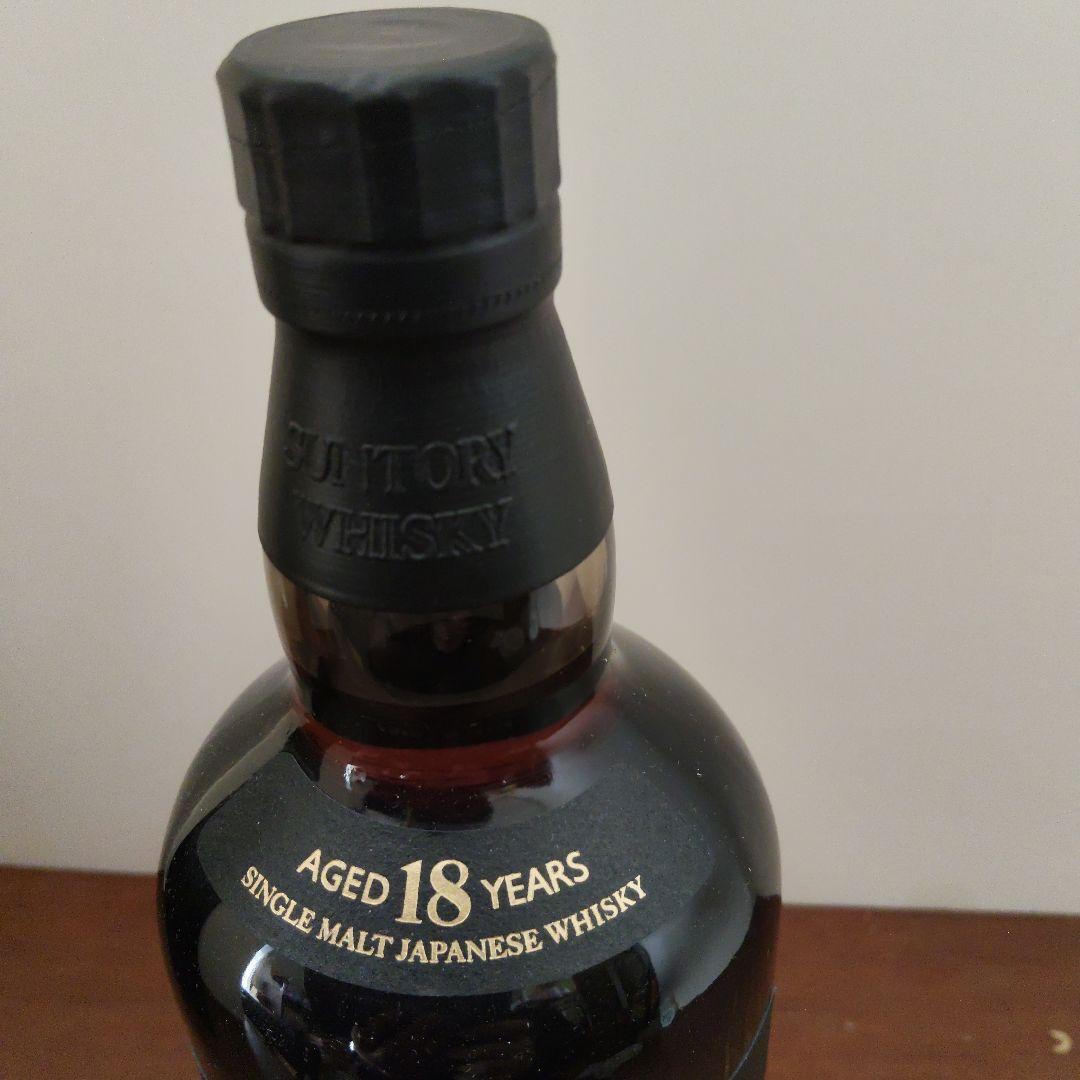 SUNTORY
WHISKY
AGED 18 YEARS
SINGLE MALT JAPANESE WHISKY